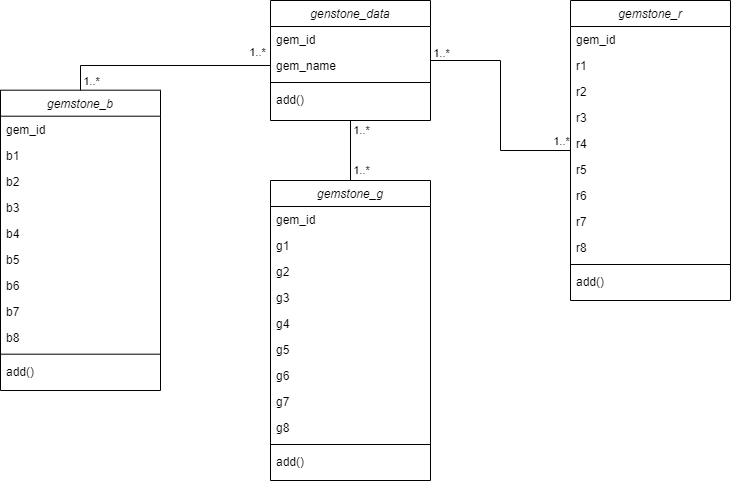 genstone_data
gem_id
gem_name
add()
1..*
1..*
1..*
1..*
1..*
1..*
gemstone_b
gem_id
b1
b2
b3
b4
b5
b6
b7
b8
add()
gemstone_g
gem_id
g1
g2
g3
g4
g5
g6
g7
g8
add()
gemstone_r
gem_id
r1
r2
r3
r4
r5
r6
r7
r8
add()